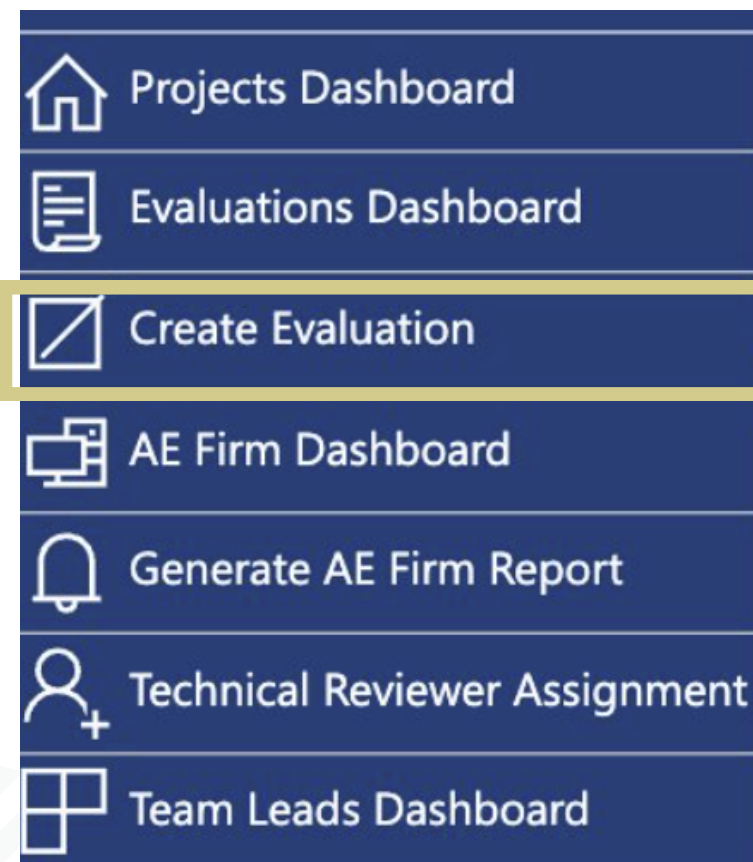 Projects Dashboard
Evaluations Dashboard
Create Evaluation
AE Firm Dashboard
Generate AE Firm Report
Technical Reviewer Assignment
Team Leads Dashboard